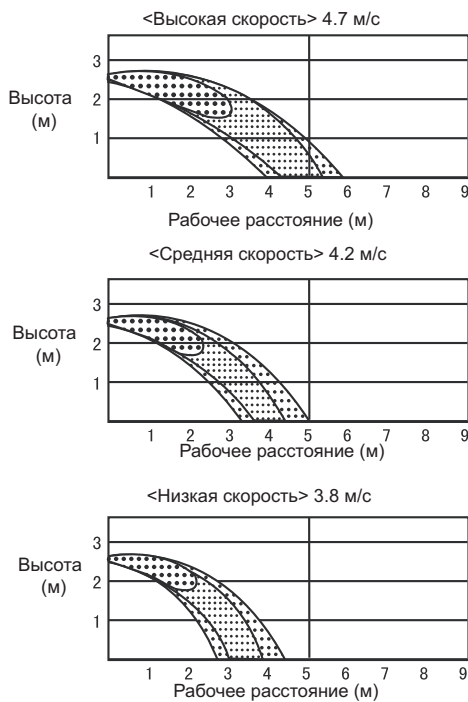 <Высокая скорость> 4.7 м/с
3
Высота
(м)
2
1
1 2 3 4 5 6 7 8 9
Рабочее расстояние (м)
<Средняя скорость> 4.2 м/с
3
Высота
(м)
2
1
1 2 3 4 5 6 7 8 9
Рабочее расстояние (м)
<Низкая скорость> 3.8 м/с
3
Высота
(м)
2
1
1 2 3 4 5 6 7 8 9
Рабочее расстояние (м)